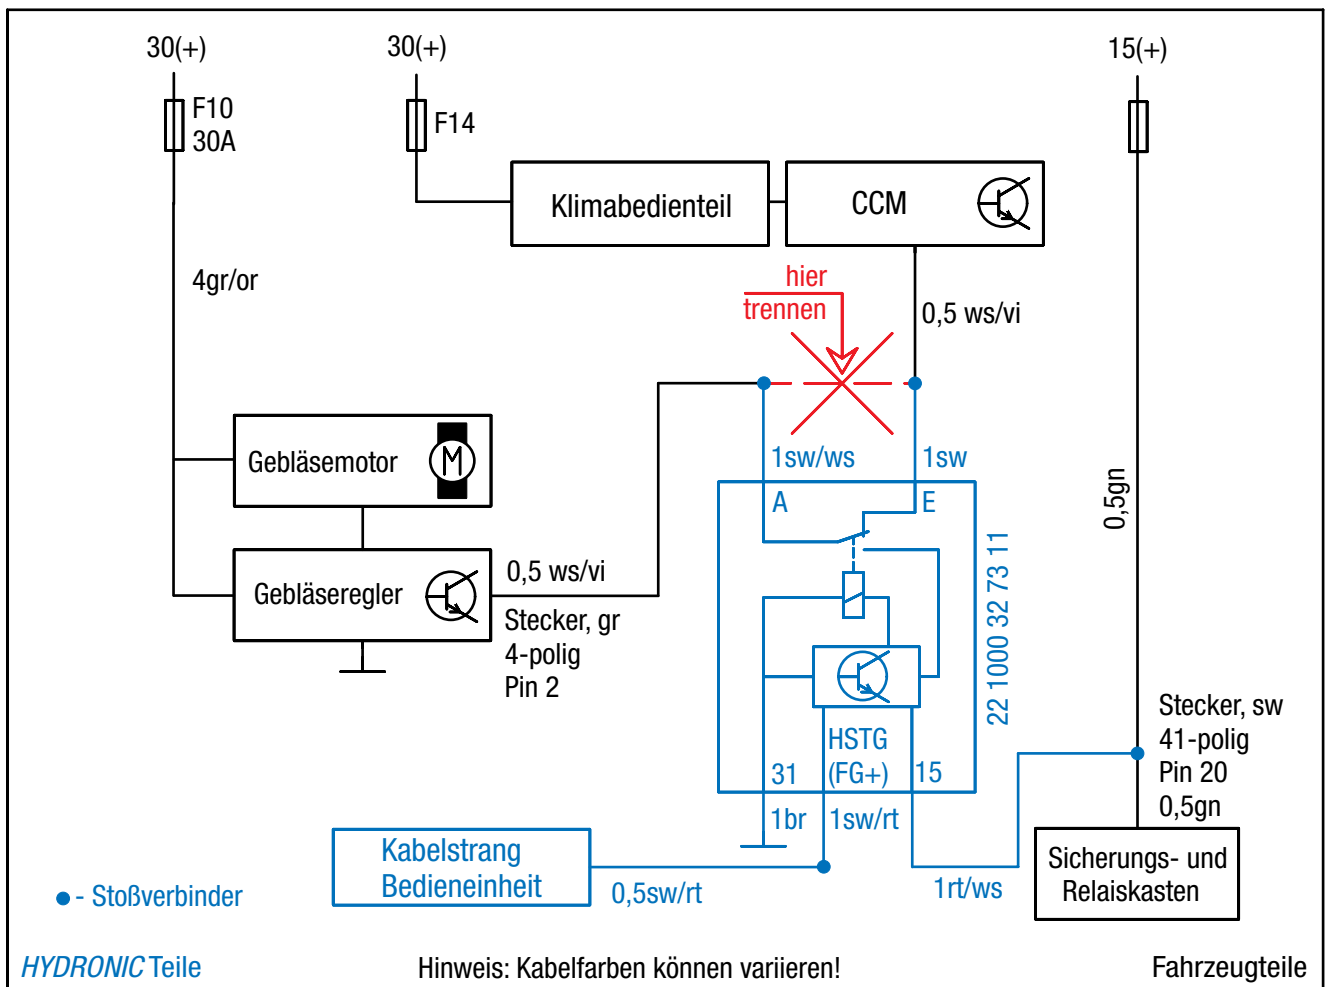 30(+)
30(+)
15(+)
F10
30A
F14
Klimabedienteil
CCM
4gr/or
hier
trennen
0,5 ws/vi
Gebläsemotor
M
1sw/ws
1sw
A
E
0,5gn
22 1000 32 73 11
Gebläseregler
0,5 ws/vi
Stecker, gr
4-polig
Pin 2
HSTG
(FG+)
31
15
Stecker, sw
41-polig
Pin 20
0,5gn
1br
1sw/rt
Kabelstrang
Bedieneinheit
0,5sw/rt
1rt/ws
Sicherungs- und
Relaiskasten
- Stoßverbinder
HYDRONIC Teile
Hinweis: Kabelfarben können variieren!
Fahrzeugteile